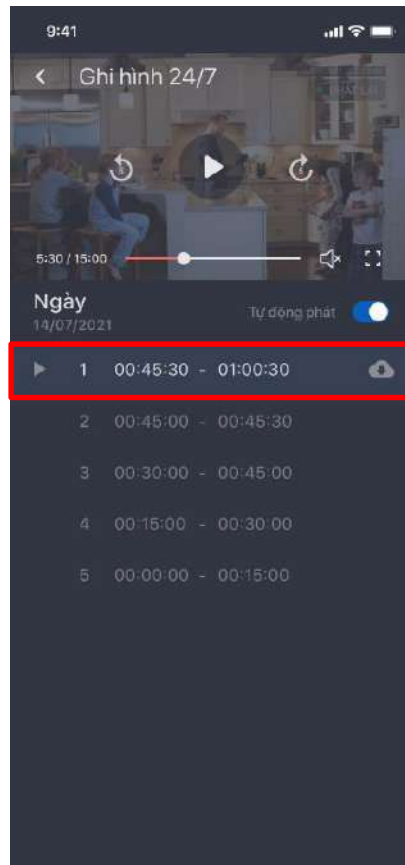 9:41
Ghi hình 24/7
5:30 / 15:00
Ngày
14/07/2021
Tự động phát
1 00:45:30 - 01:00:30
2 00:45:00 - 00:45:30
3 00:30:00 - 00:45:00
4 00:15:00 - 00:30:00
5 00:00:00 - 00:15:00